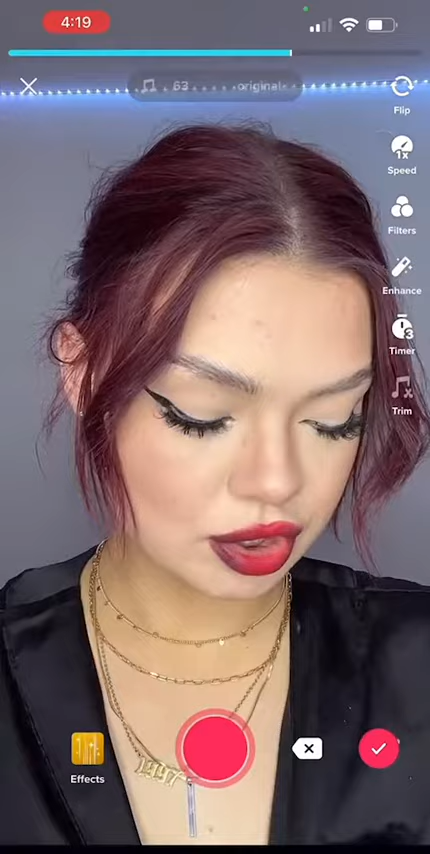 4:19
63
original
Flip
1x
Speed
Filters
Enhance
3
Timer
Trim
1997
Effects